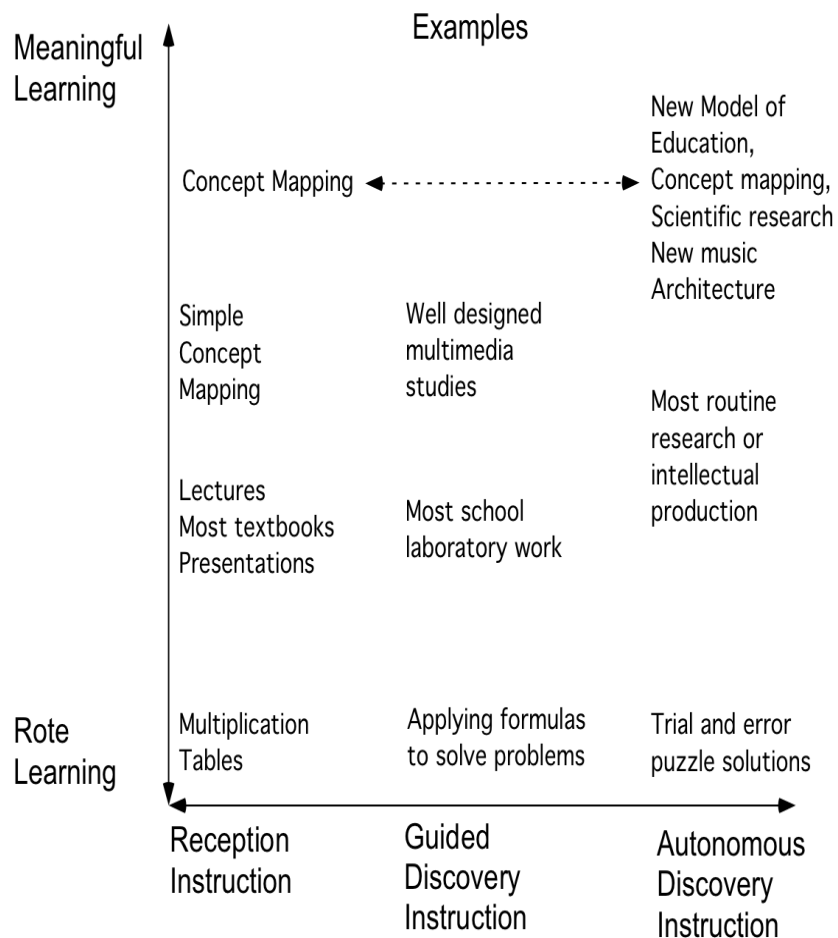 Examples
Meaningful
Learning
New Model of
Education,
Concept mapping,
Scientific research
New music
Architecture
Concept Mapping
Simple
Concept
Mapping
Well designed
multimedia
studies
Most routine
research or
intellectual
production
Lectures
Most textbooks
Presentations
Most school
laboratory work
Rote
Learning
Multiplication
Tables
Applying formulas
to solve problems
Trial and error
puzzle solutions
Reception
Instruction
Guided
Discovery
Instruction
Autonomous
Discovery
Instruction